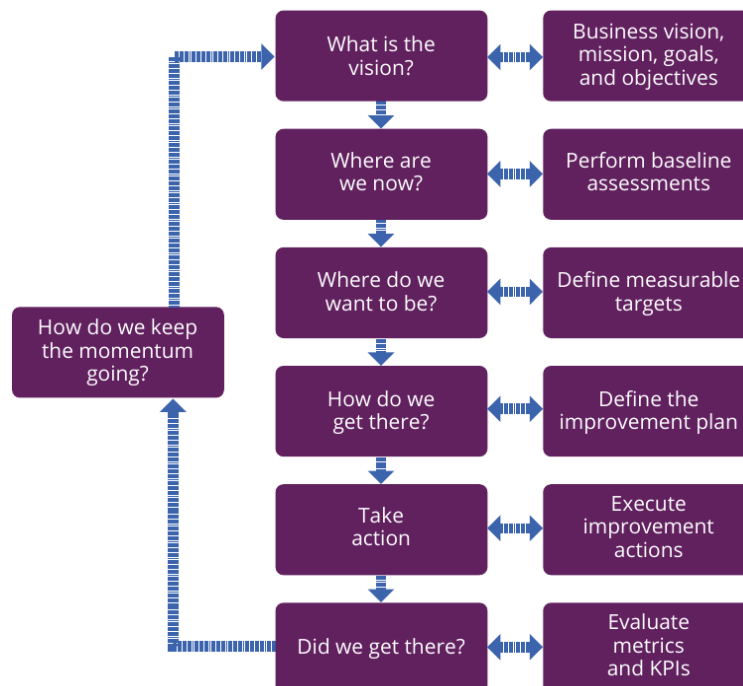 What is the
vision?
Business vision,
mission, goals,
and objectives
Where are
we now?
Perform baseline
assessments
Where do we
want to be?
Define measurable
targets
How do we keep
the momentum
going?
How do we
get there?
Define the
improvement plan
Take
action
Execute
improvement
actions
Did we get there?
Evaluate
metrics
and KPIs